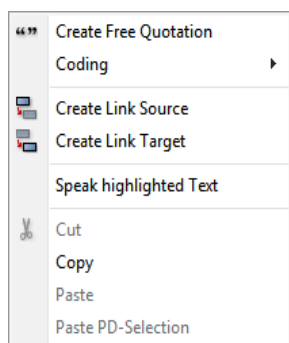 Create Free Quotation
Coding
Create Link Source
Create Link Target
Speak highlighted Text
Cut
Copy
Paste
Paste PD-Selection